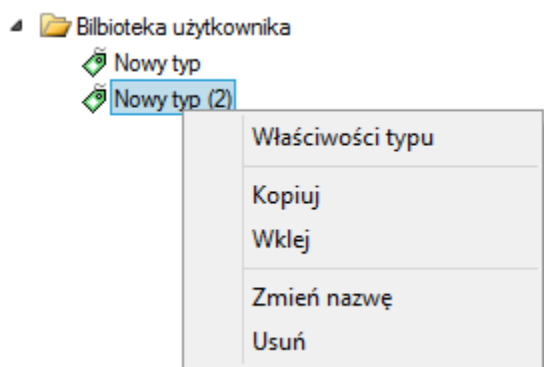 Bilbioteka użytkownika
Nowy typ
Nowy typ (2)
Właściwości typu
Kopiuj
Wklej
Zmień nazwę
Usuń